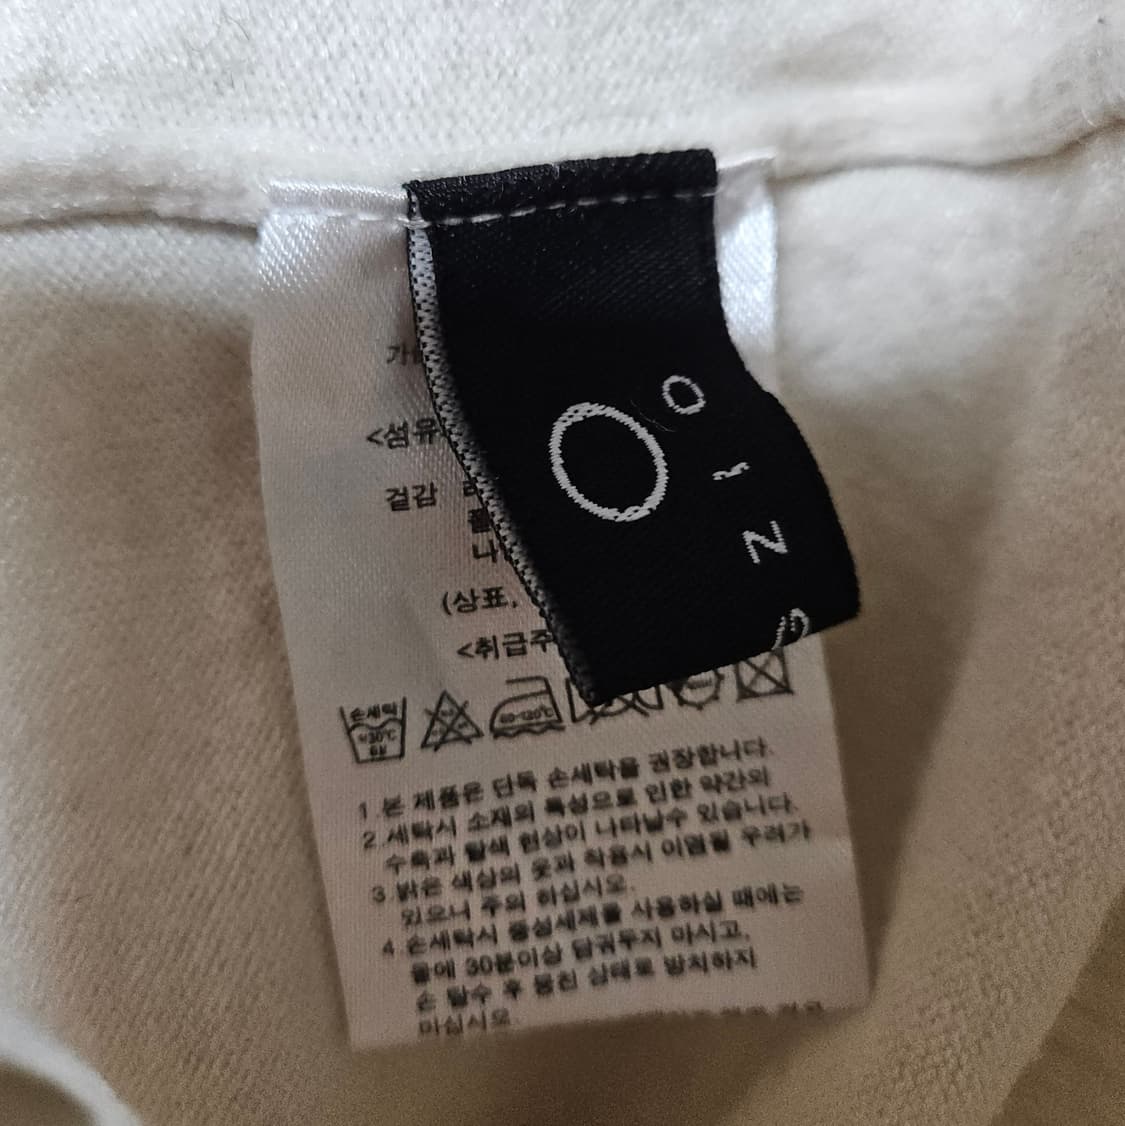 <섬유
겉감
나
(상표,
<취급주
손세탁
60-120℃
O
Z
1 본 제품은 단독 손세탁을 권장합니다.
2.세탁시 소재의 특성으로 인한 약간의
수축과 탈색 현상이 나타날수 있습니다.
3.밝은 색상의 옷과 착용시 이염될 우려가
있으니 주의 하십시오.
4.손세탁시 중성세제를 사용하실 때에는
물에 30분이상 담궈두지 마시고,
손 탈수 후 뭉친 상태로 방치하지
마십시오.